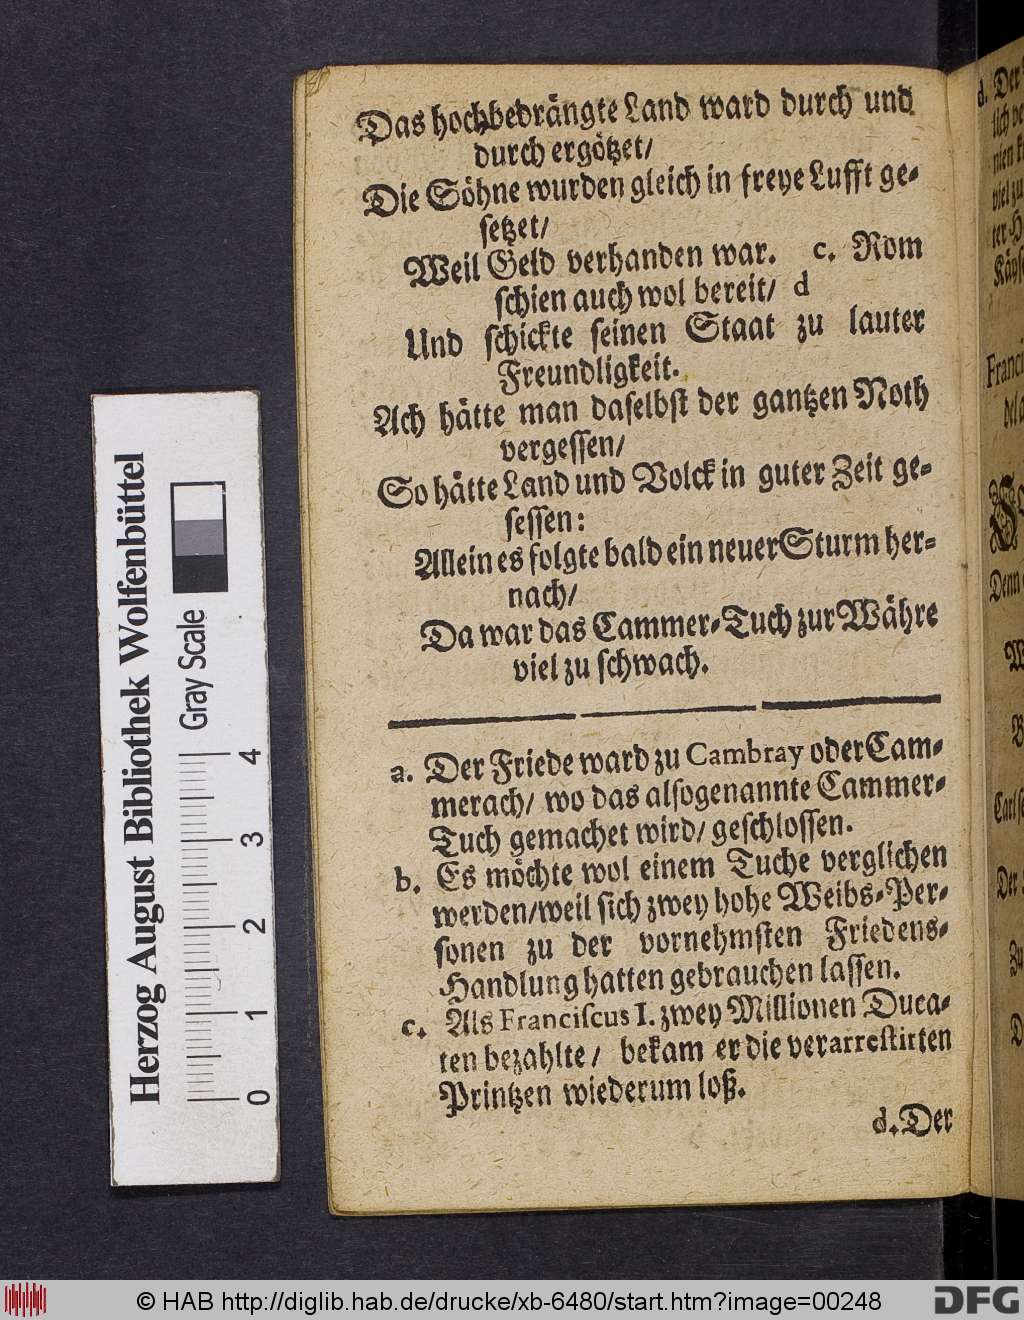 Das hochbedrängte Land ward durch und
durch ergötzet/
Die Söhne wurden gleich in freye Lufft ge-
setzet/
Weil Geld verhanden war. c. Rom
schien auch wol bereit/ d
Und schickte seinen Staat zu lauter
Freundligkeit.
Ach hätte man daselbst der gantzen Noth
vergessen/
So hätte Land und Volck in guter Zeit ge-
sessen:
Allein es folgte bald ein neuer Sturm her-
nach/
Da war das Cammer-Tuch zur Währe
viel zu schwach.
a. Der Friede ward zu Cambray oder Cam-
merach/ wo das alsogenannte Cammer-
Tuch gemachet wird/ geschlossen.
b. Es möchte wol einem Tuche verglichen
werden/weil sich zwey hohe Weibs-Per-
sonen zu der vornehmsten Friedens-
Handlung hatten gebrauchen lassen.
c. Als Franciscus I. zwey Millionen Duca-
ten bezahlte/ bekam er die verarrestirten
Printzen wiederum loß.
d. Der
d. Der
Franci
Denn
Carl
Der
Herzog August Bibliothek Wolfenbüttel
Gray Scale
0 1 2 3 4
© HAB http://diglib.hab.de/drucke/xb-6480/start.htm?image=00248
DFG